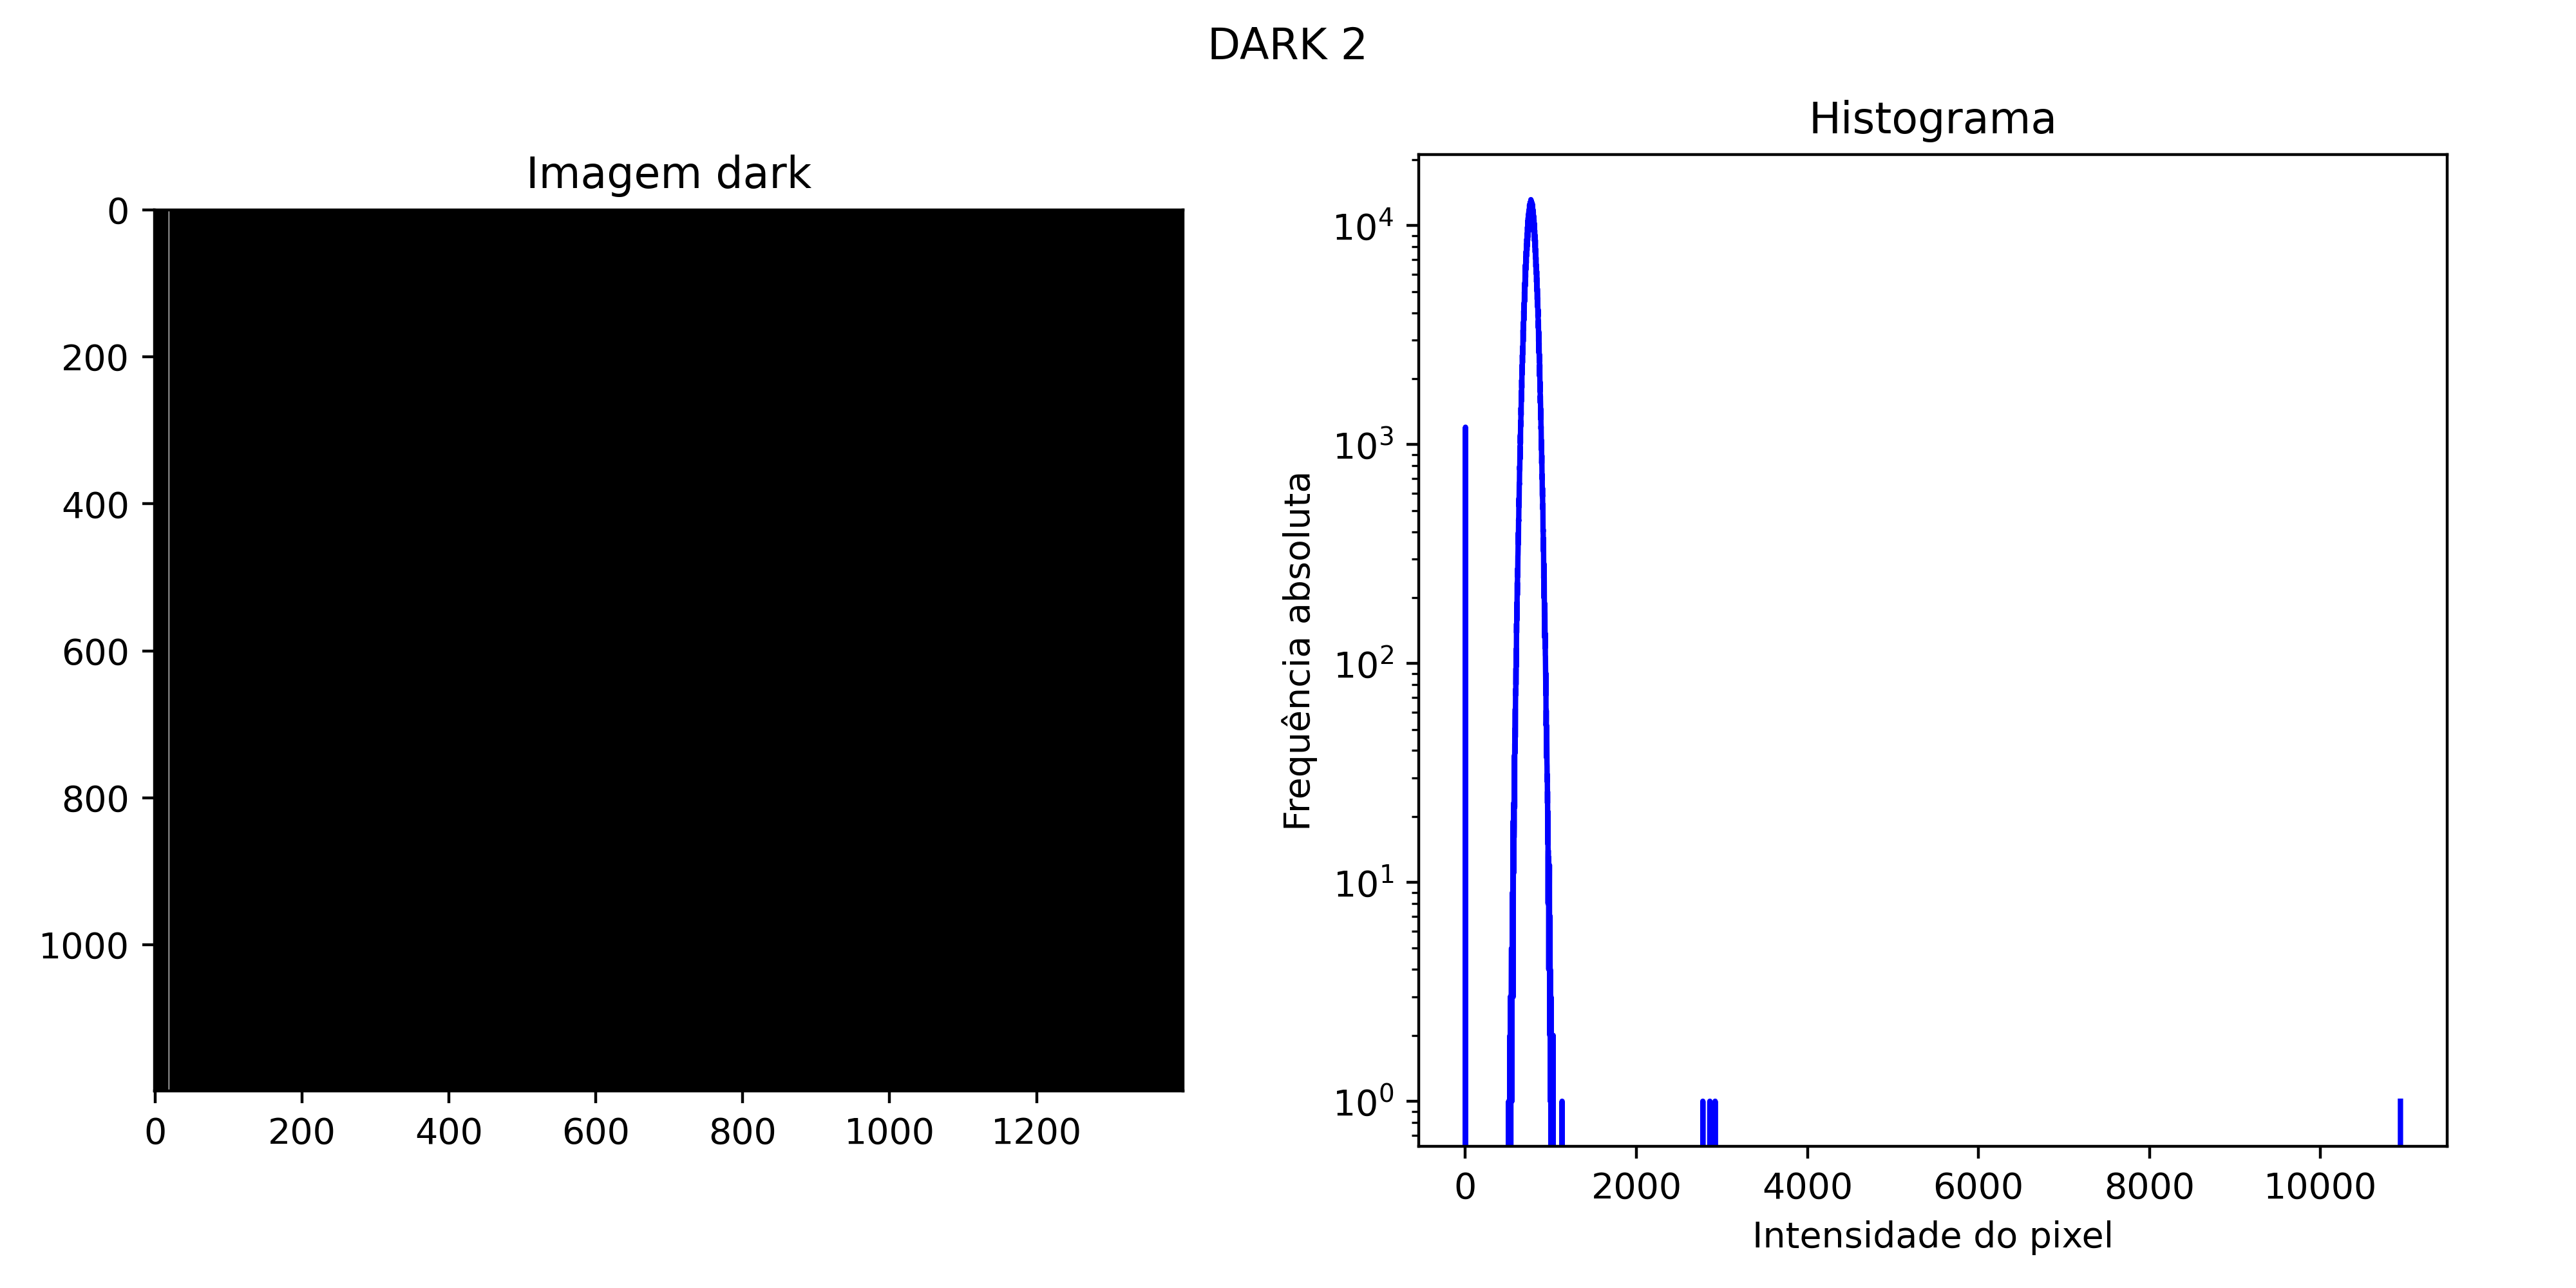 DARK 2
Imagem dark
0
200
400
600
800
1000
0 200 400 600 800 1000 1200
Histograma
10⁴
10³
10²
10¹
10⁰
Frequência absoluta
0 2000 4000 6000 8000 10000
Intensidade do pixel